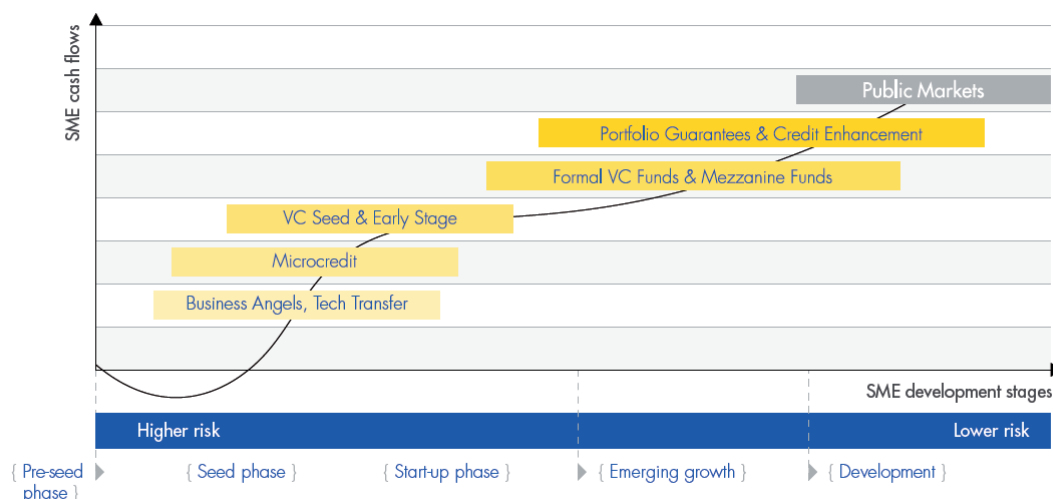 SME cash flows
Public Markets
Portfolio Guarantees & Credit Enhancement
Formal VC Funds & Mezzanine Funds
VC Seed & Early Stage
Microcredit
Business Angels, Tech Transfer
SME development stages
Higher risk Lower risk
{ Pre-seed phase } { Seed phase } { Start-up phase } { Emerging growth } { Development }